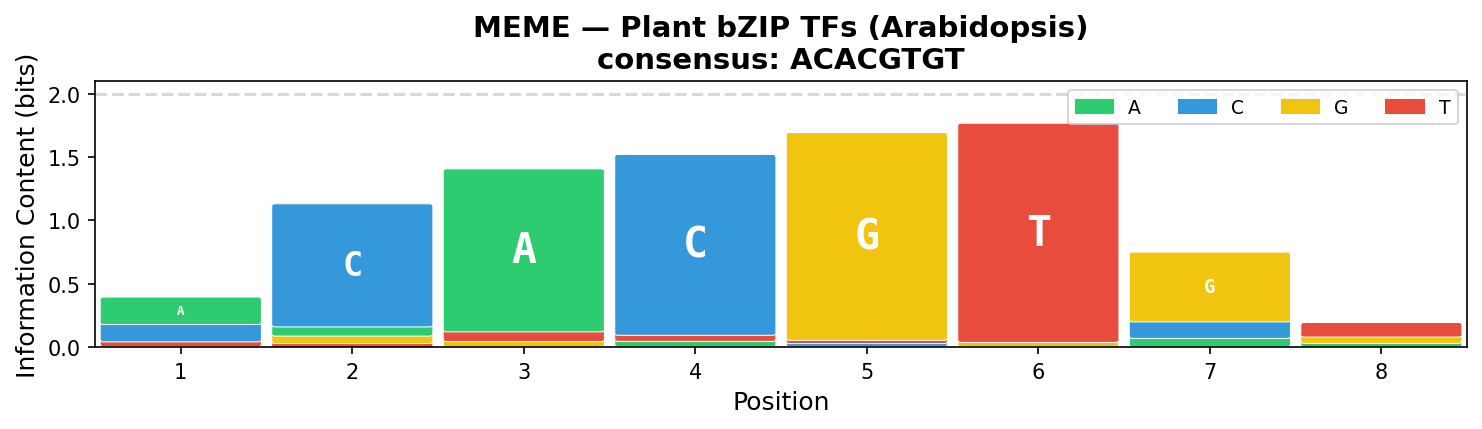 MEME — Plant bZIP TFs (Arabidopsis)
consensus: ACACGTGT
Information Content (bits)
2.0
1.5
1.0
0.5
0.0
A C G T
A C A C G T G
1 2 3 4 5 6 7 8
Position